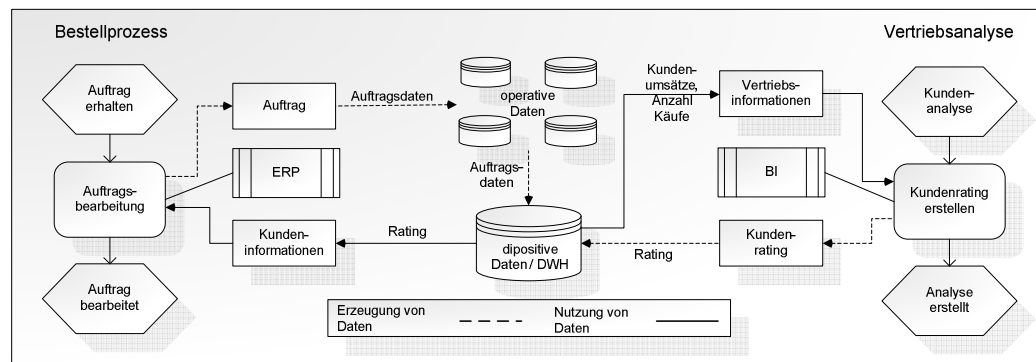 Bestellprozess
Vertriebsanalyse
Auftrag
erhalten
Auftrag
Auftragsdaten
operative
Daten
Kunden-
umsätze,
Anzahl
Käufe
Vertriebs-
informationen
Kunden-
analyse
Auftrags-
bearbeitung
ERP
Auftrags-
daten
BI
Kundenrating
erstellen
Kunden-
informationen
Rating
dipositive
Daten / DWH
Rating
Kunden-
rating
Auftrag
bearbeitet
Analyse
erstellt
Erzeugung von
Daten
Nutzung von
Daten